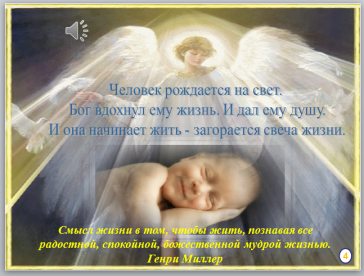 Человек рождается на свет.
Бог вдохнул ему жизнь. И дал ему душу.
И она начинает жить - загорается свеча жизни.
Смысл жизни в том, чтобы жить, познавая все
радостной, спокойной, божественной мудрой жизнью.
Генри Миллер
4